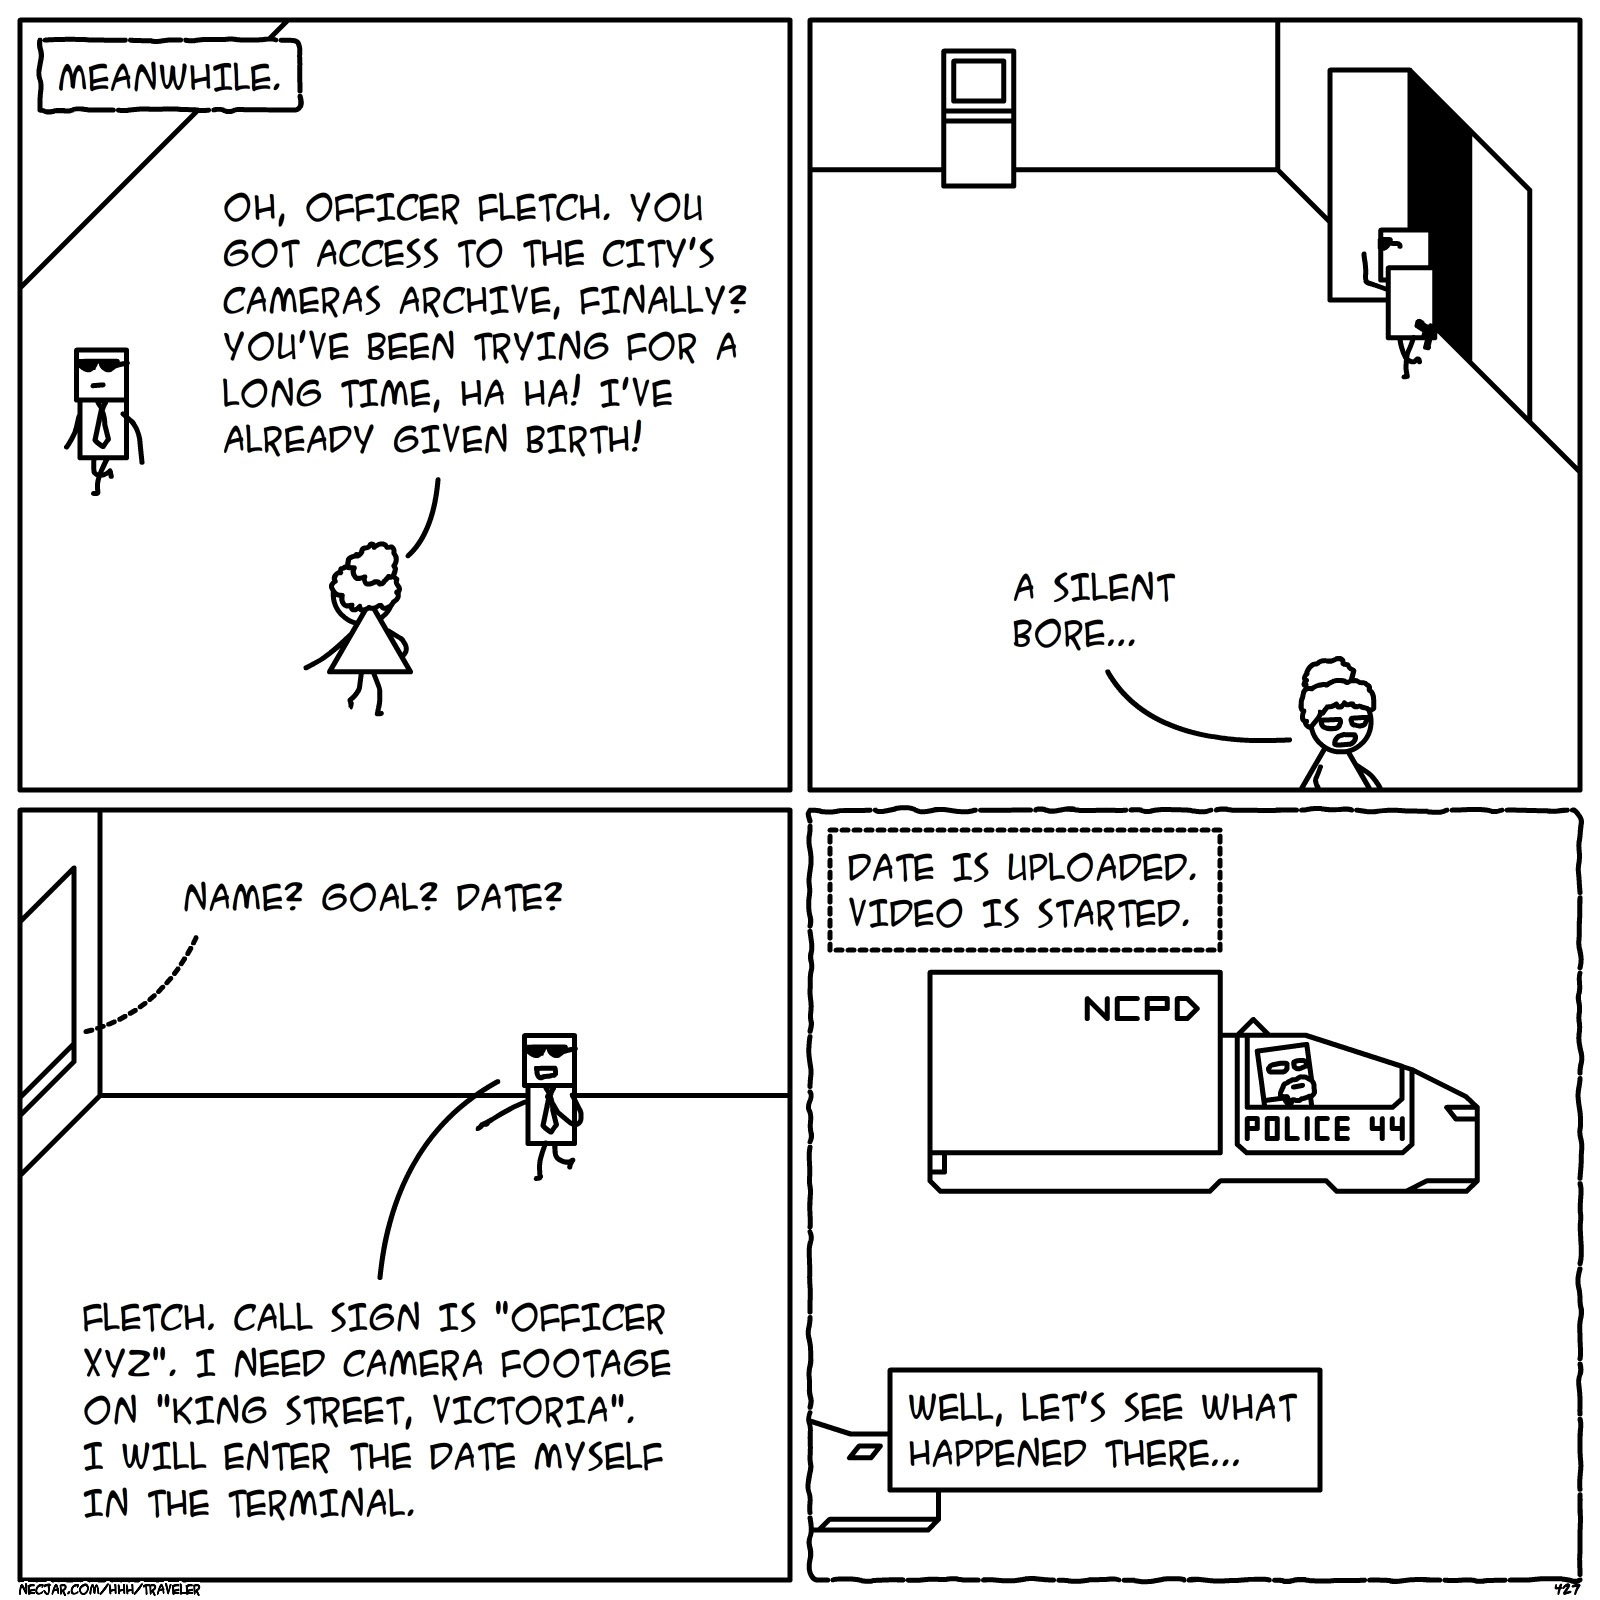 MEANWHILE.
OH, OFFICER FLETCH. YOU
GOT ACCESS TO THE CITY'S
CAMERAS ARCHIVE, FINALLY?
YOU'VE BEEN TRYING FOR A
LONG TIME, HA HA! I'VE
ALREADY GIVEN BIRTH!
A SILENT
BORE...
NAME? GOAL? DATE?
FLETCH. CALL SIGN IS "OFFICER
XYZ". I NEED CAMERA FOOTAGE
ON "KING STREET, VICTORIA".
I WILL ENTER THE DATE MYSELF
IN THE TERMINAL.
DATE IS UPLOADED.
VIDEO IS STARTED.
NCPD
POLICE 44
WELL, LET'S SEE WHAT
HAPPENED THERE...
NECJAR.COM/HHH/TRAVELER
427